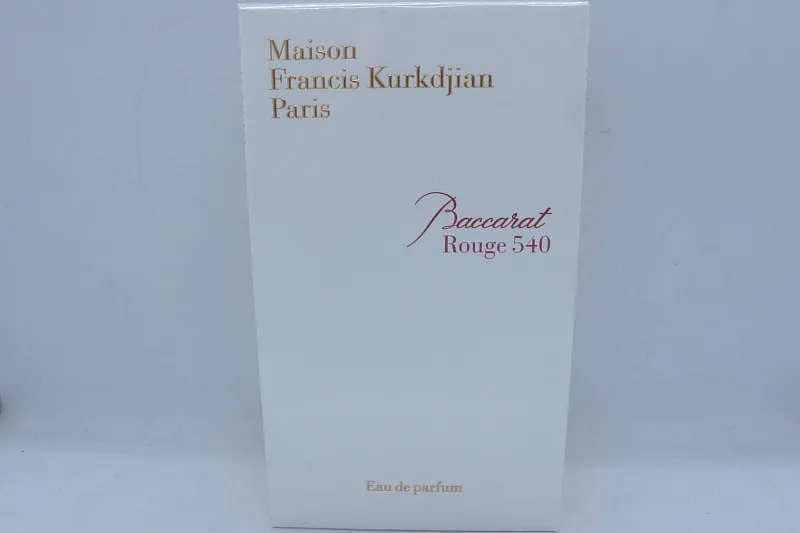 Maison
Francis Kurkdjian
Paris
Baccarat
Rouge 540
Eau de parfum